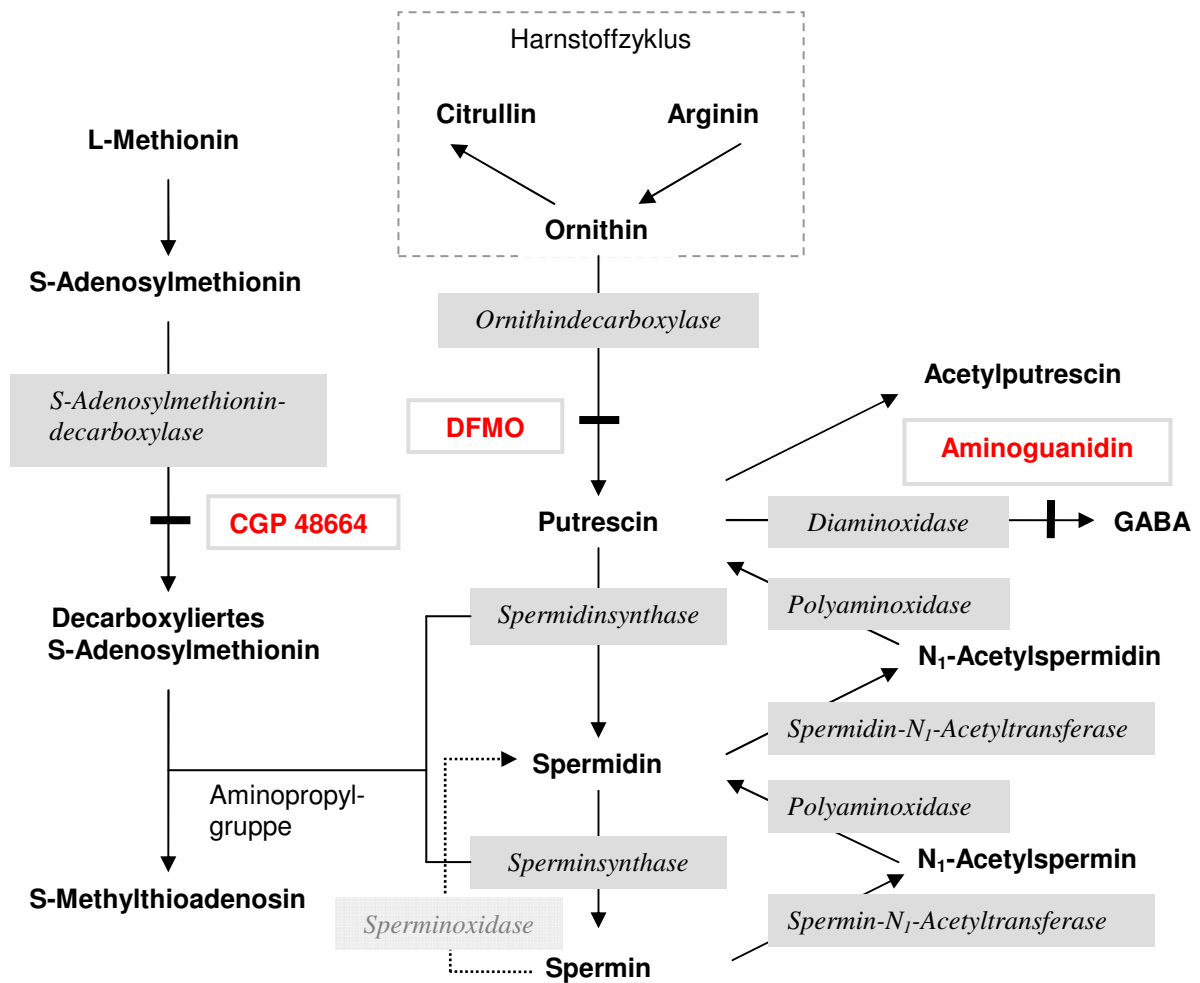 Harnstoffzyklus
Citrullin
Arginin
L-Methionin
Ornithin
S-Adenosylmethionin
Ornithindecarboxylase
S-Adenosylmethionin-
decarboxylase
Acetylputrescin
DFMO
Aminoguanidin
CGP 48664
Putrescin
Diaminoxidase
GABA
Decarboxyliertes
S-Adenosylmethionin
Spermidinsynthase
Polyaminoxidase
N₁-Acetylspermidin
Spermidin-N₁-Acetyltransferase
Spermidin
Aminopropyl-
gruppe
Polyaminoxidase
Sperminsynthase
N₁-Acetylspermin
S-Methylthioadenosin
Sperminoxidase
Spermin-N₁-Acetyltransferase
Spermin